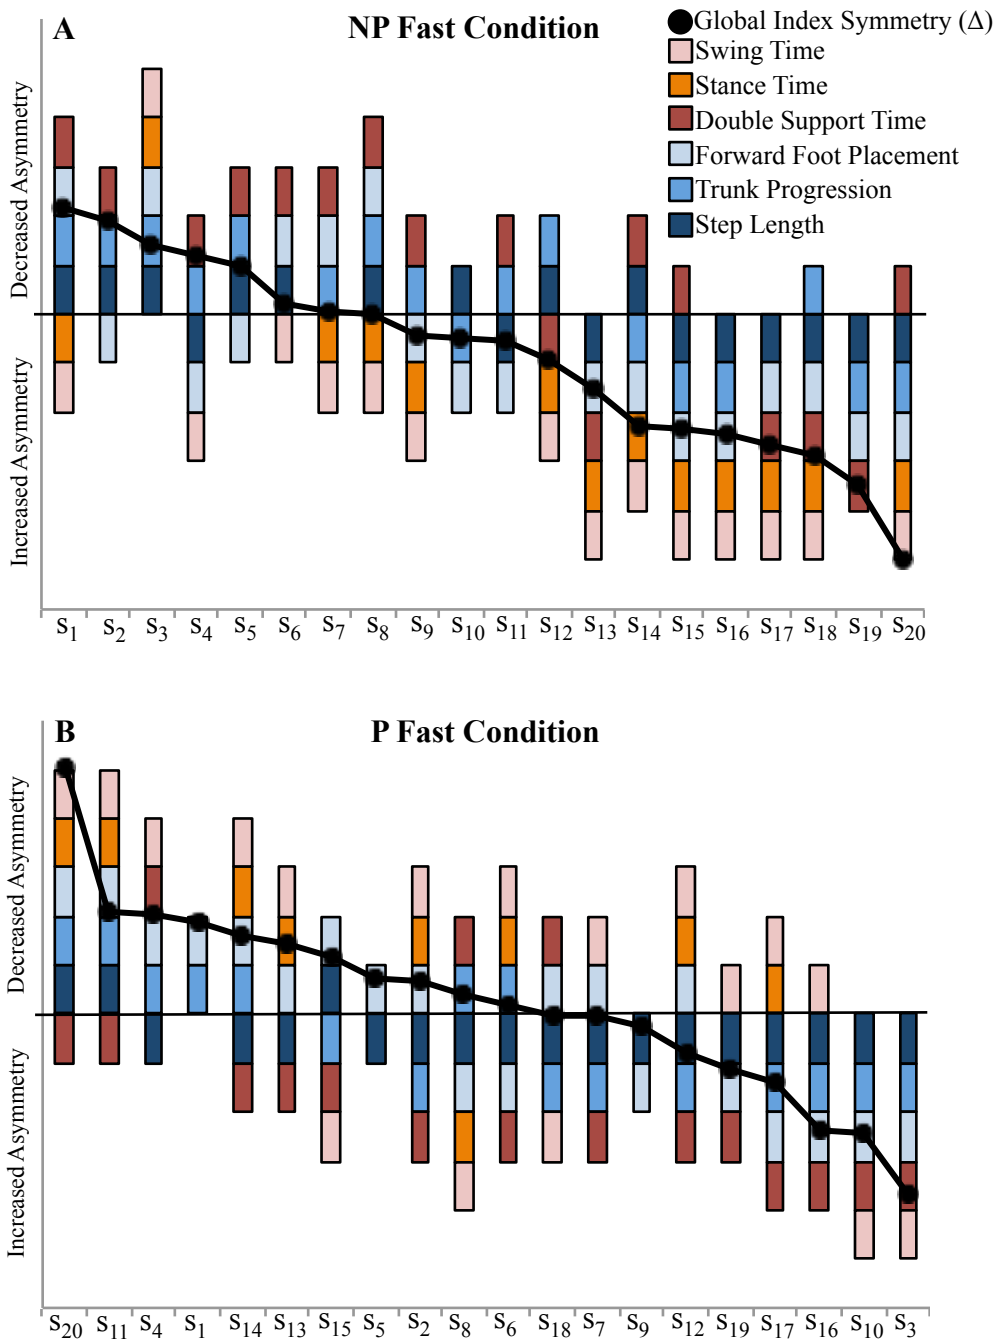 A
NP Fast Condition
Global Index Symmetry (Δ)
Swing Time
Stance Time
Double Support Time
Forward Foot Placement
Trunk Progression
Step Length
Decreased Asymmetry
Increased Asymmetry
s1 s2 s3 s4 s5 s6 s7 s8 s9 s10 s11 s12 s13 s14 s15 s16 s17 s18 s19 s20
B
P Fast Condition
Decreased Asymmetry
Increased Asymmetry
s20 s11 s4 s1 s14 s13 s15 s5 s2 s8 s6 s18 s7 s9 s12 s19 s17 s16 s10 s3